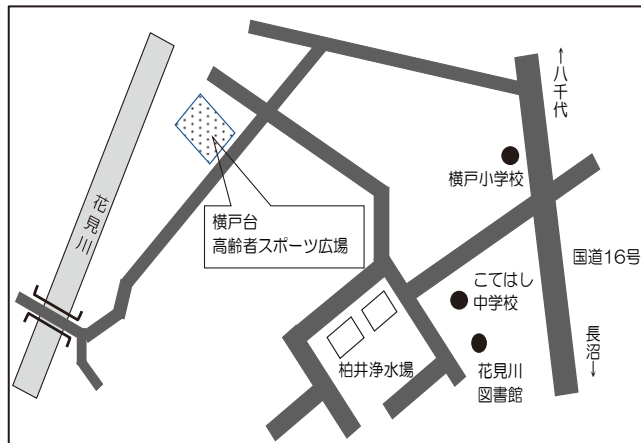 ↑八千代
横戸小学校
花見川
横戸台
高齢者スポーツ広場
国道16号
こてはし
中学校
長沼↓
柏井浄水場
花見川
図書館